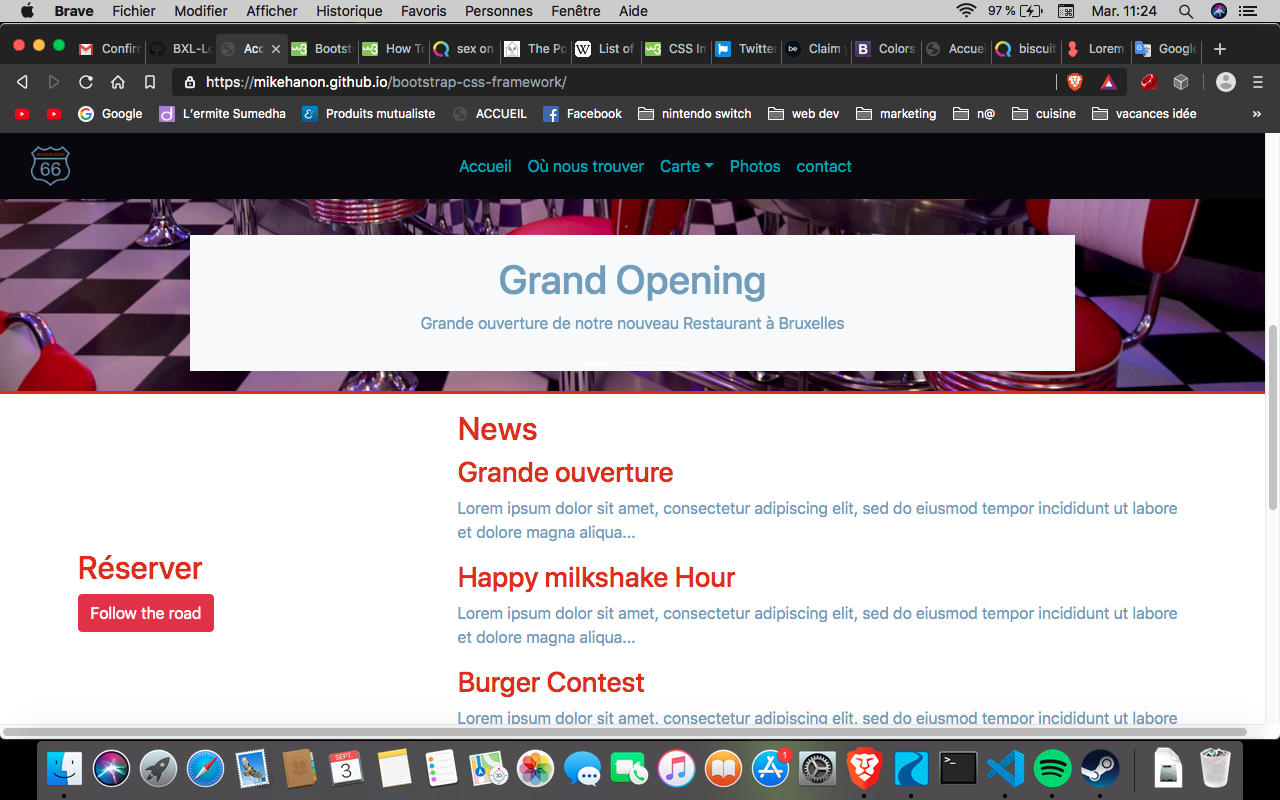 Brave Fichier Modifier Afficher Historique Favoris Personnes Fenêtre Aide 97 % Mar. 11:24
Confirm BXL-Lo Acc Bootst How To sex on The Po List of CSS In Twitter Claim Colors Accuei biscuit Lorem Google
https://mikehanon.github.io/bootstrap-css-framework/
Google L'ermite Sumedha Produits mutualiste ACCUEIL Facebook nintendo switch web dev marketing n@ cuisine vacances idée »
66 Accueil Où nous trouver Carte Photos contact
Grand Opening
Grande ouverture de notre nouveau Restaurant à Bruxelles
News
Grande ouverture
Lorem ipsum dolor sit amet, consectetur adipiscing elit, sed do eiusmod tempor incididunt ut labore
et dolore magna aliqua...
Réserver
Follow the road
Happy milkshake Hour
Lorem ipsum dolor sit amet, consectetur adipiscing elit, sed do eiusmod tempor incididunt ut labore
et dolore magna aliqua...
Burger Contest
Lorem ipsum dolor sit amet, consectetur adipiscing elit, sed do eiusmod tempor incididunt ut labore
SEPT.
3
3D
1